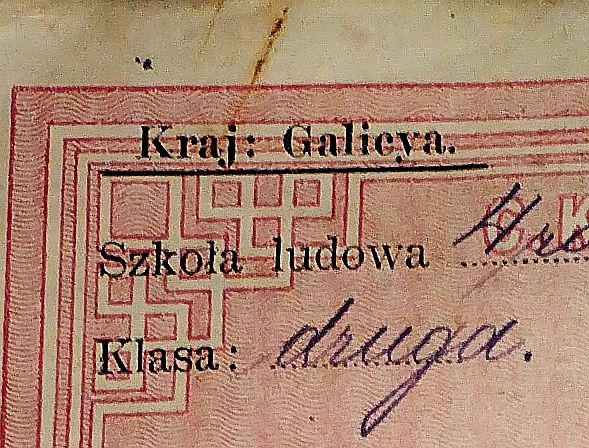 Kraj: Galicya.
Szkoła ludowa
Klasa: druga.